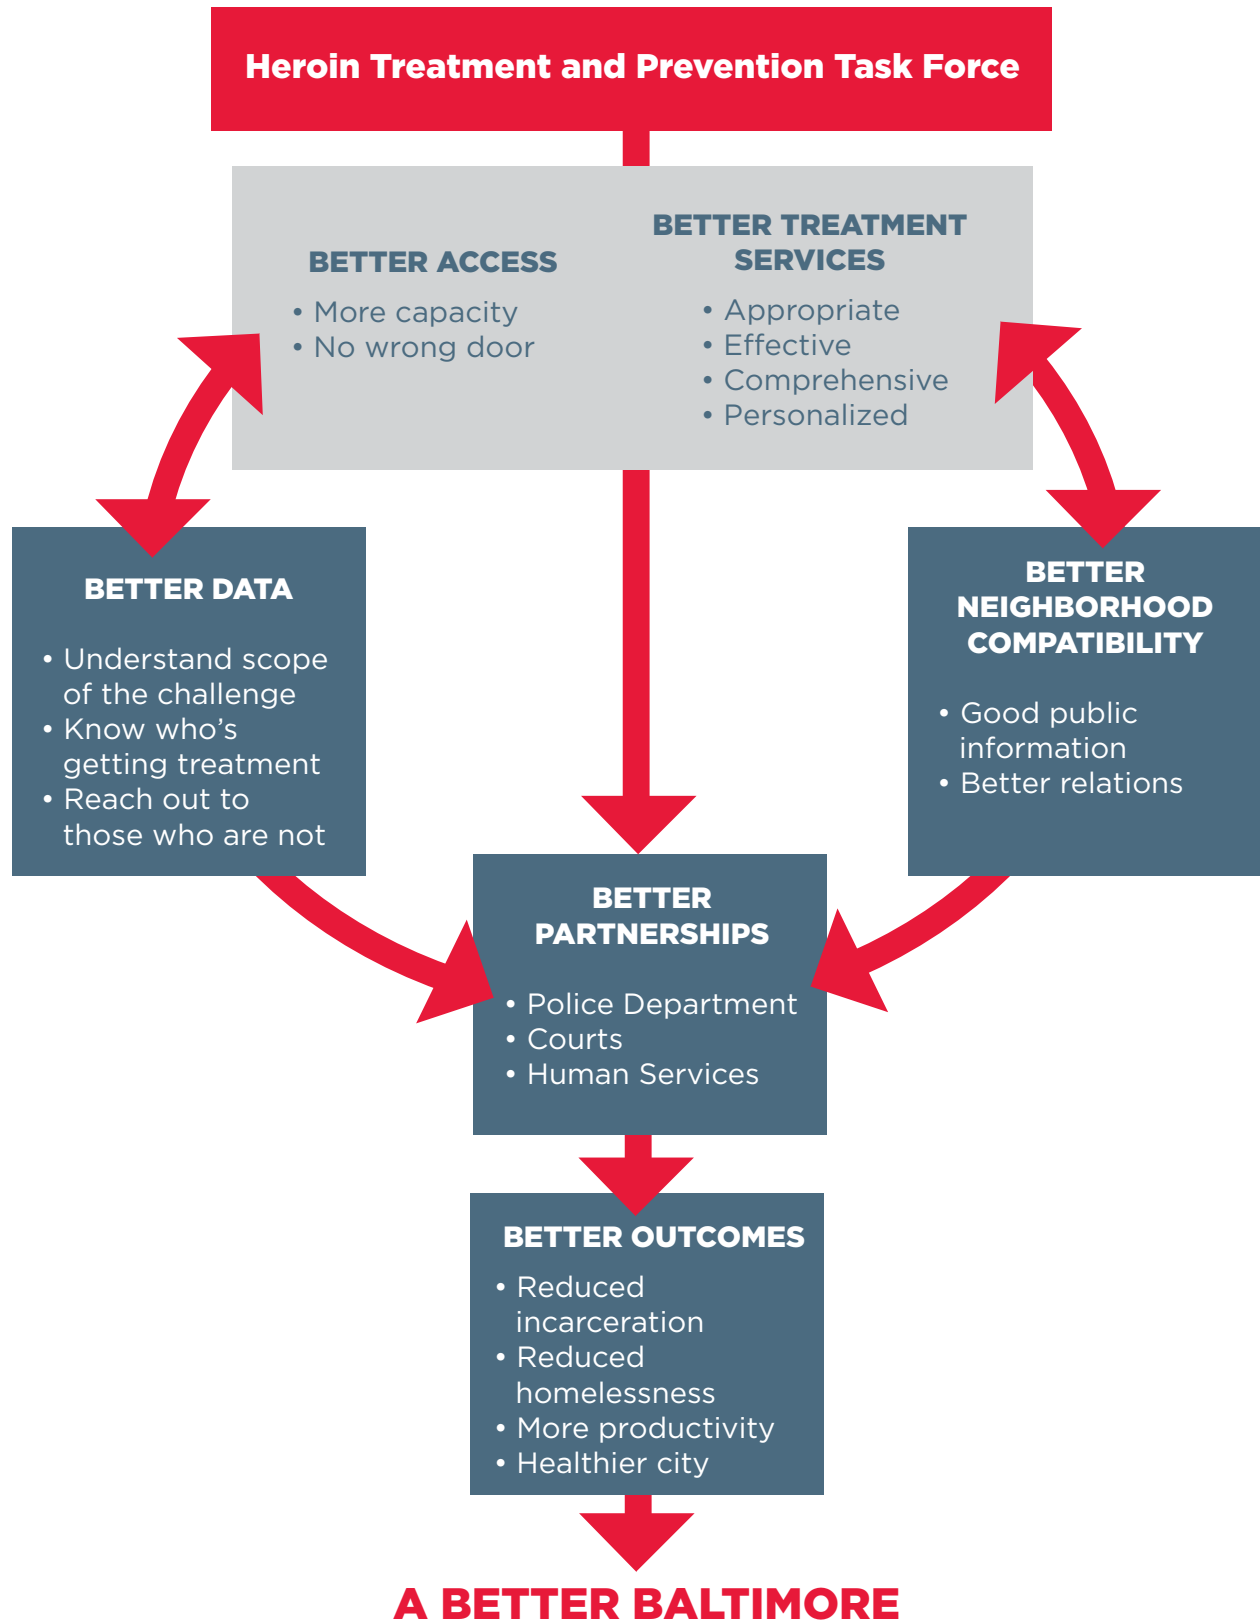 Heroin Treatment and Prevention Task Force
BETTER ACCESS
• More capacity
• No wrong door
BETTER TREATMENT
SERVICES
• Appropriate
• Effective
• Comprehensive
• Personalized
BETTER DATA
• Understand scope
of the challenge
• Know who’s
getting treatment
• Reach out to
those who are not
BETTER
NEIGHBORHOOD
COMPATIBILITY
• Good public
information
• Better relations
BETTER
PARTNERSHIPS
• Police Department
• Courts
• Human Services
BETTER OUTCOMES
• Reduced
incarceration
• Reduced
homelessness
• More productivity
• Healthier city
A BETTER BALTIMORE